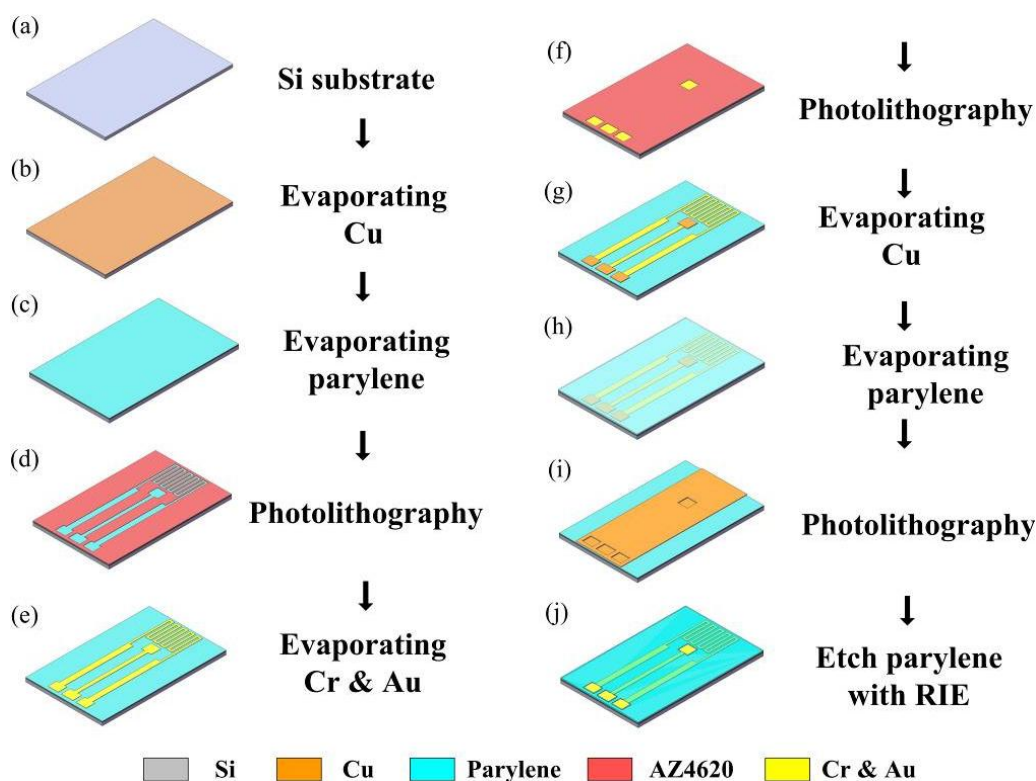 (a)
Si substrate
(b)
Evaporating
Cu
(c)
Evaporating
parylene
(d)
Photolithography
(e)
Evaporating
Cr & Au
(f)
Photolithography
(g)
Evaporating
Cu
(h)
Evaporating
parylene
(i)
Photolithography
(j)
Etch parylene
with RIE
Si Cu Parylene AZ4620 Cr & Au